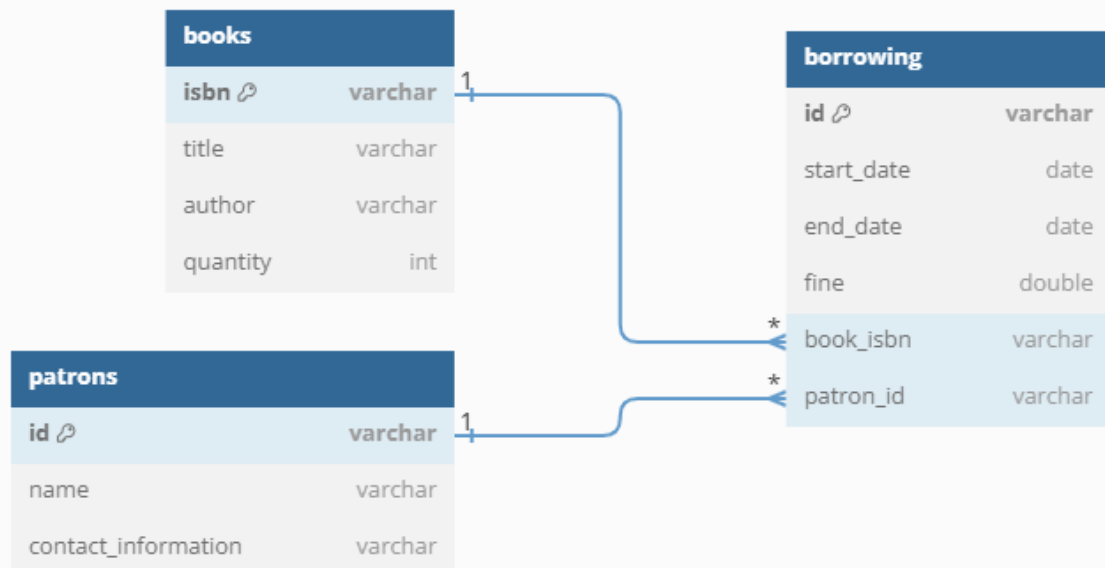 books
isbn varchar
title varchar
author varchar
quantity int
1
patrons
id varchar
name varchar
contact_information varchar
1
borrowing
id varchar
start_date date
end_date date
fine double
* book_isbn varchar
* patron_id varchar